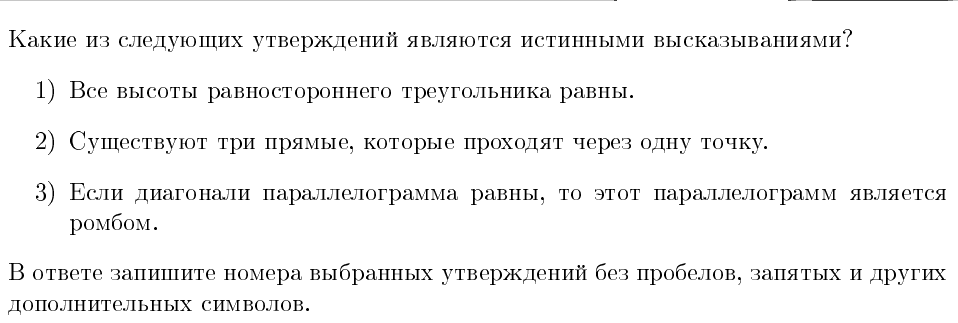 Какие из следующих утверждений являются истинными высказываниями?
1) Все высоты равностороннего треугольника равны.
2) Существуют три прямые, которые проходят через одну точку.
3) Если диагонали параллелограмма равны, то этот параллелограмм является
ромбом.
В ответе запишите номера выбранных утверждений без пробелов, запятых и других
дополнительных символов.